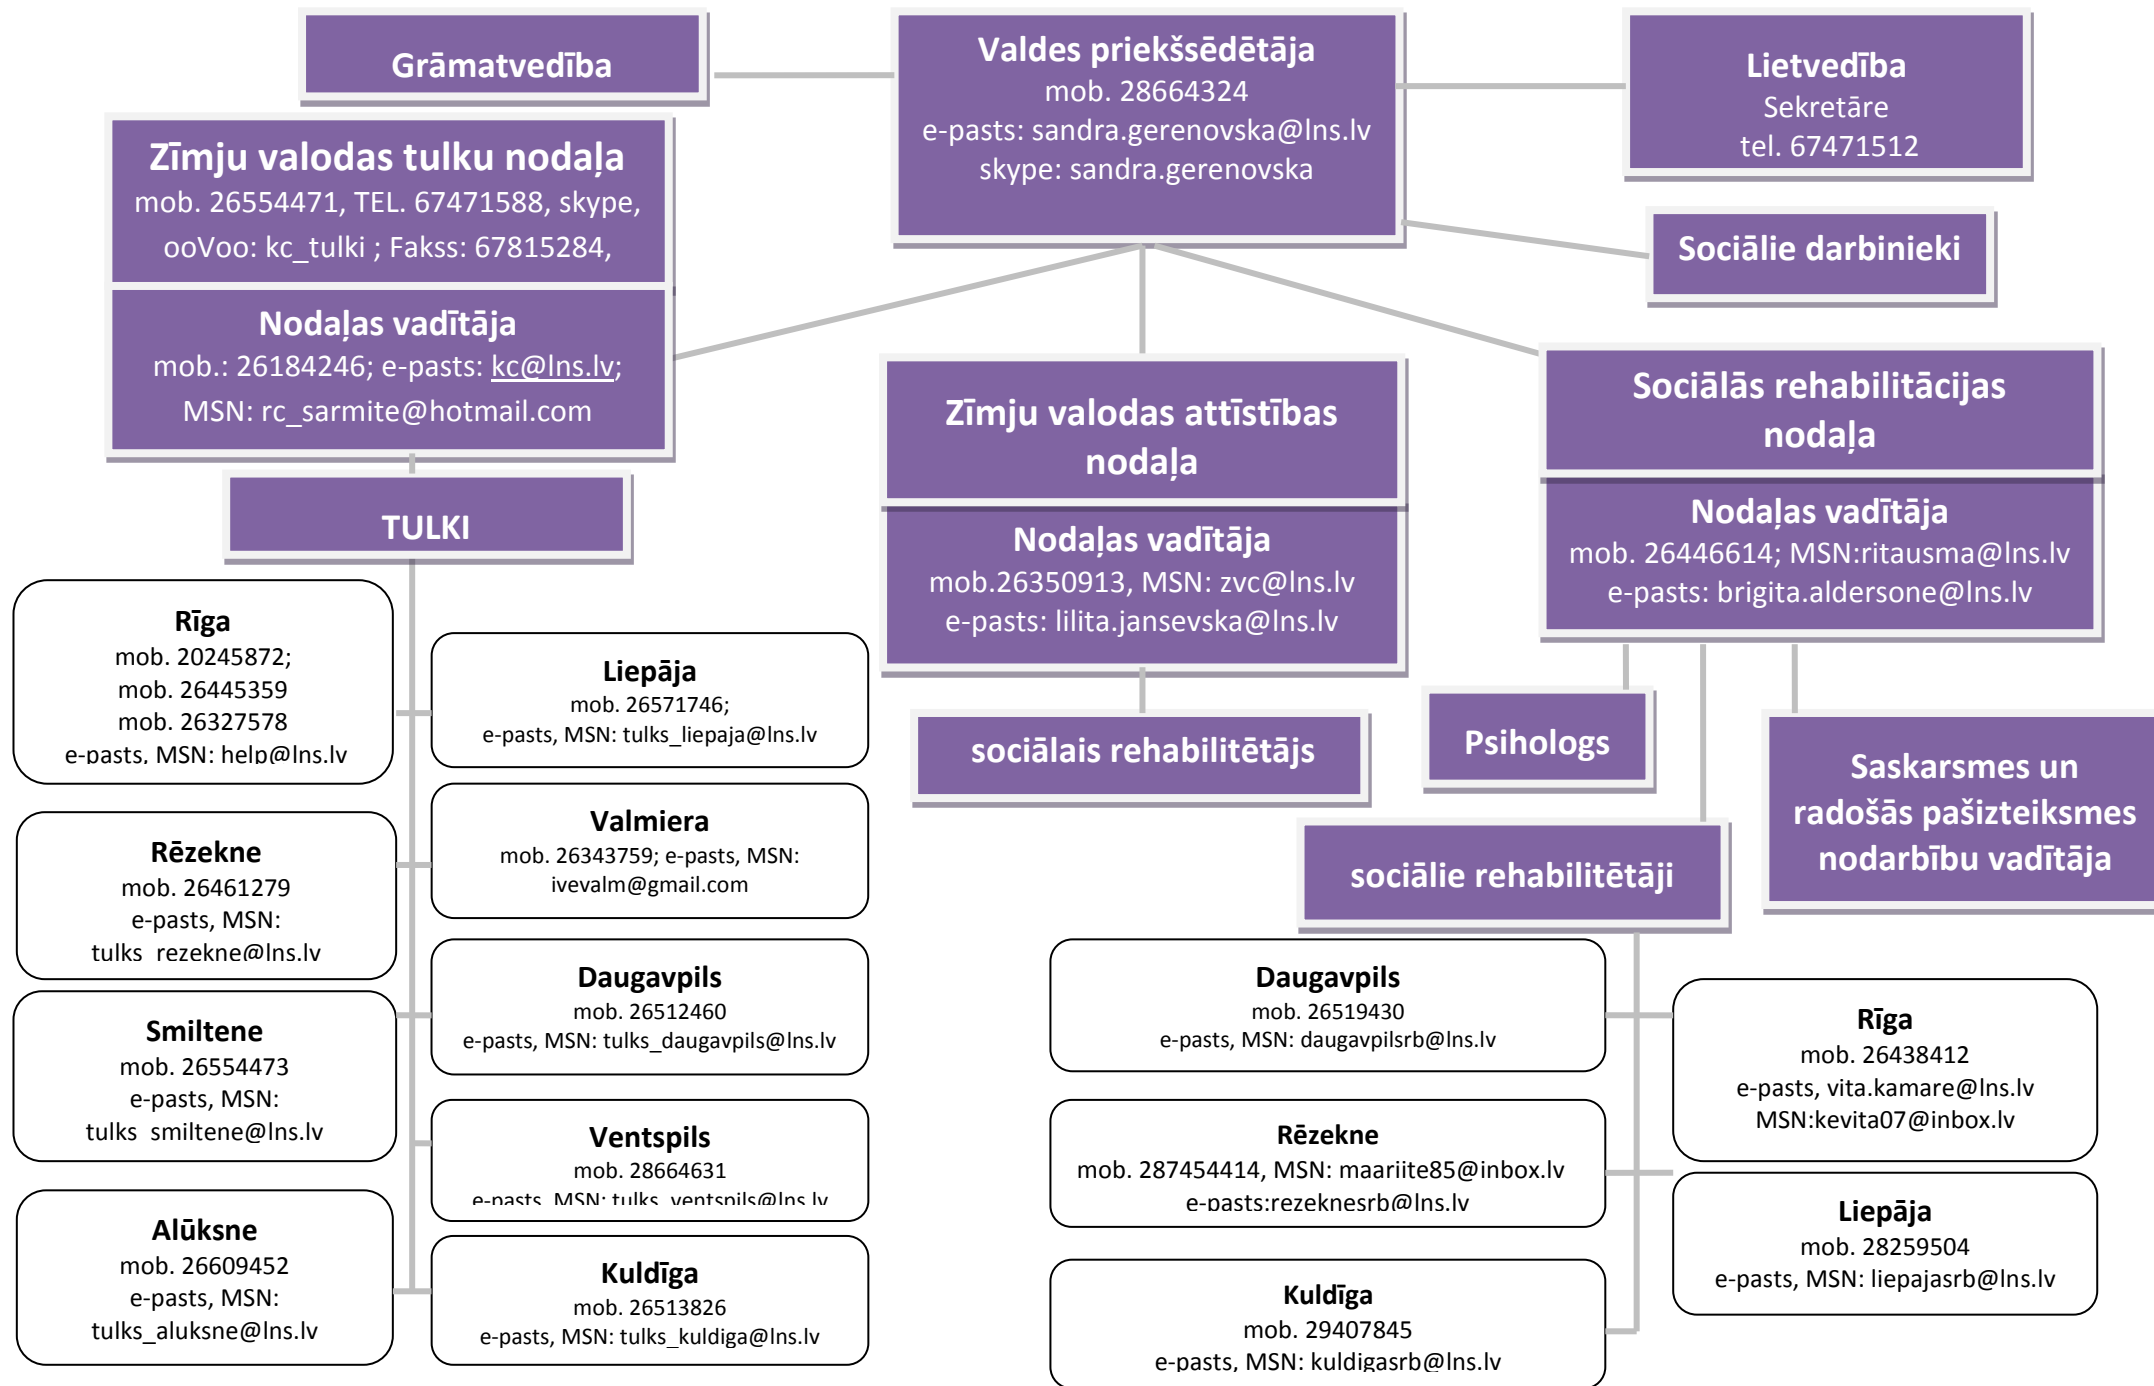 Grāmatvedība
Valdes priekšsēdētāja
mob. 28664324
e-pasts: sandra.gerenovska@lns.lv
skype: sandra.gerenovska
Lietvedība
Sekretāre
tel. 67471512
Zīmju valodas tulku nodaļa
mob. 26554471, TEL. 67471588, skype,
ooVoo: kc_tulki ; Fakss: 67815284,
Nodaļas vadītāja
mob.: 26184246; e-pasts: kc@lns.lv;
MSN: rc_sarmite@hotmail.com
Sociālie darbinieki
Zīmju valodas attīstības
nodaļa
Nodaļas vadītāja
mob.26350913, MSN: zvc@lns.lv
e-pasts: lilita.jansevska@lns.lv
Sociālās rehabilitācijas
nodaļa
Nodaļas vadītāja
mob. 26446614; MSN:ritausma@lns.lv
e-pasts: brigita.aldersone@lns.lv
TULKI
Rīga
mob. 20245872;
mob. 26445359
mob. 26327578
e-pasts, MSN: help@lns.lv
Liepāja
mob. 26571746;
e-pasts, MSN: tulks_liepaja@lns.lv
Rēzekne
mob. 26461279
e-pasts, MSN:
tulks_rezekne@lns.lv
Valmiera
mob. 26343759; e-pasts, MSN:
ivevalm@gmail.com
Smiltene
mob. 26554473
e-pasts, MSN:
tulks_smiltene@lns.lv
Daugavpils
mob. 26512460
e-pasts, MSN: tulks_daugavpils@lns.lv
Ventspils
mob. 28664631
e-pasts, MSN: tulks_ventspils@lns.lv
Alūksne
mob. 26609452
e-pasts, MSN:
tulks_aluksne@lns.lv
Kuldīga
mob. 26513826
e-pasts, MSN: tulks_kuldiga@lns.lv
sociālais rehabilitētājs
Psihologs
Saskarsmes un
radošās pašizteiksmes
nodarbību vadītāja
sociālie rehabilitētāji
Daugavpils
mob. 26519430
e-pasts, MSN: daugavpilsrb@lns.lv
Rīga
mob. 26438412
e-pasts, vita.kamare@lns.lv
MSN:kevita07@inbox.lv
Rēzekne
mob. 287454414, MSN: maariite85@inbox.lv
e-pasts:rezeknesrb@lns.lv
Liepāja
mob. 28259504
e-pasts, MSN: liepajasrb@lns.lv
Kuldīga
mob. 29407845
e-pasts, MSN: kuldigasrb@lns.lv